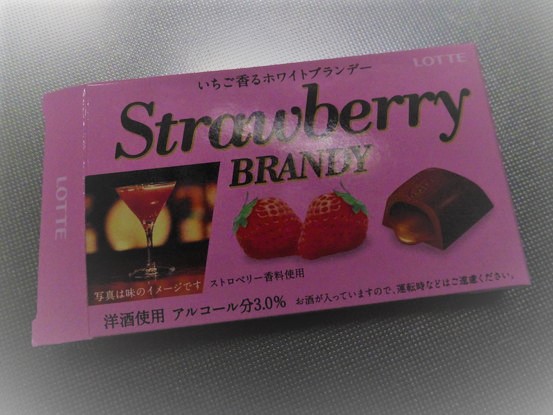 LOTTE
いちご香るホワイトブランデー
Strawberry
BRANDY
LOTTE
写真は味のイメージです
ストロベリー香料使用
洋酒使用 アルコール分3.0%
お酒が入っていますので、運転時などはご遠慮ください。